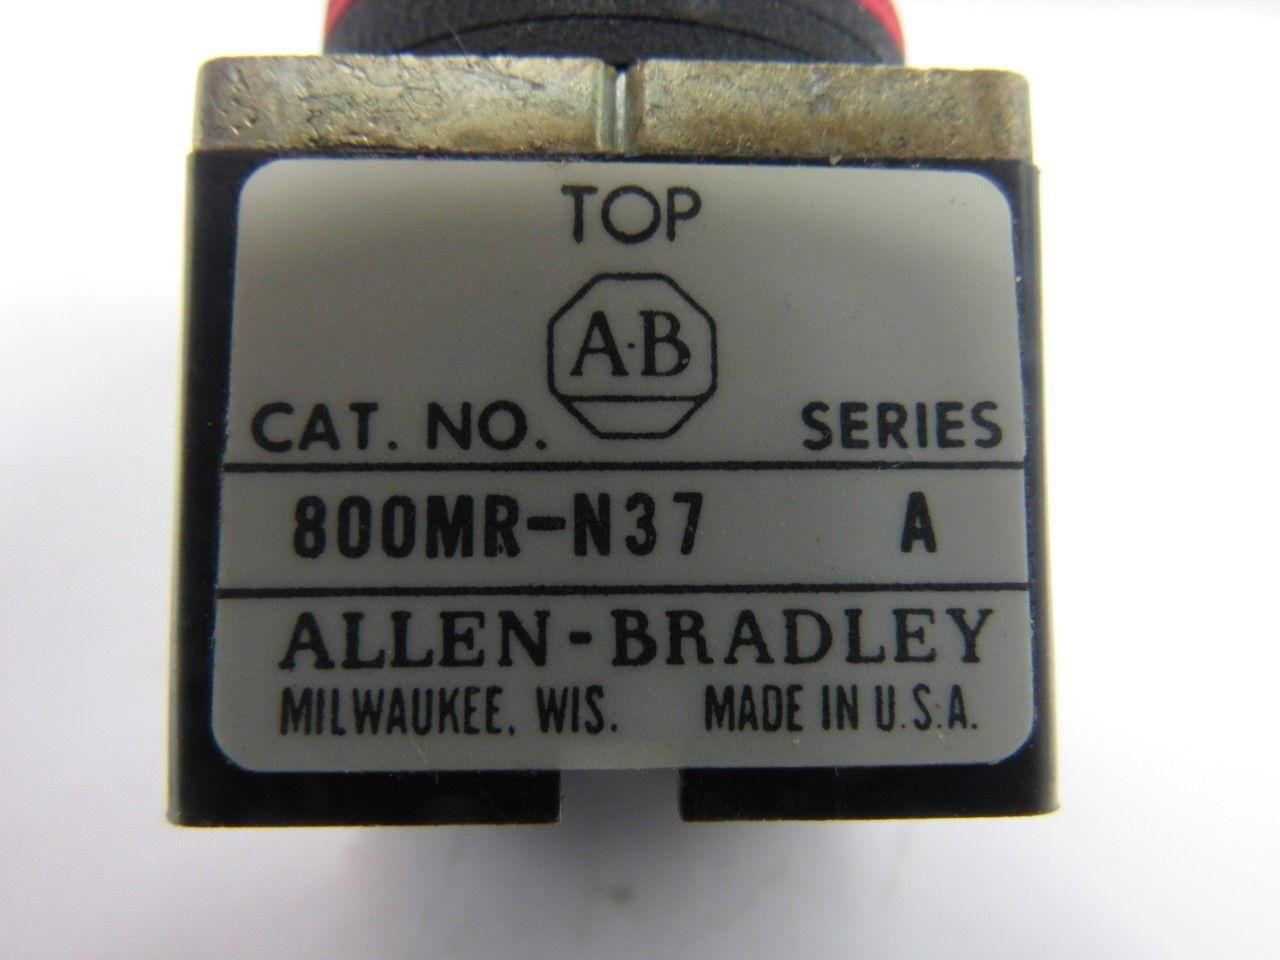 TOP
A·B
CAT. NO. SERIES
800MR-N37 A
ALLEN-BRADLEY
MILWAUKEE, WIS. MADE IN U.S.A.